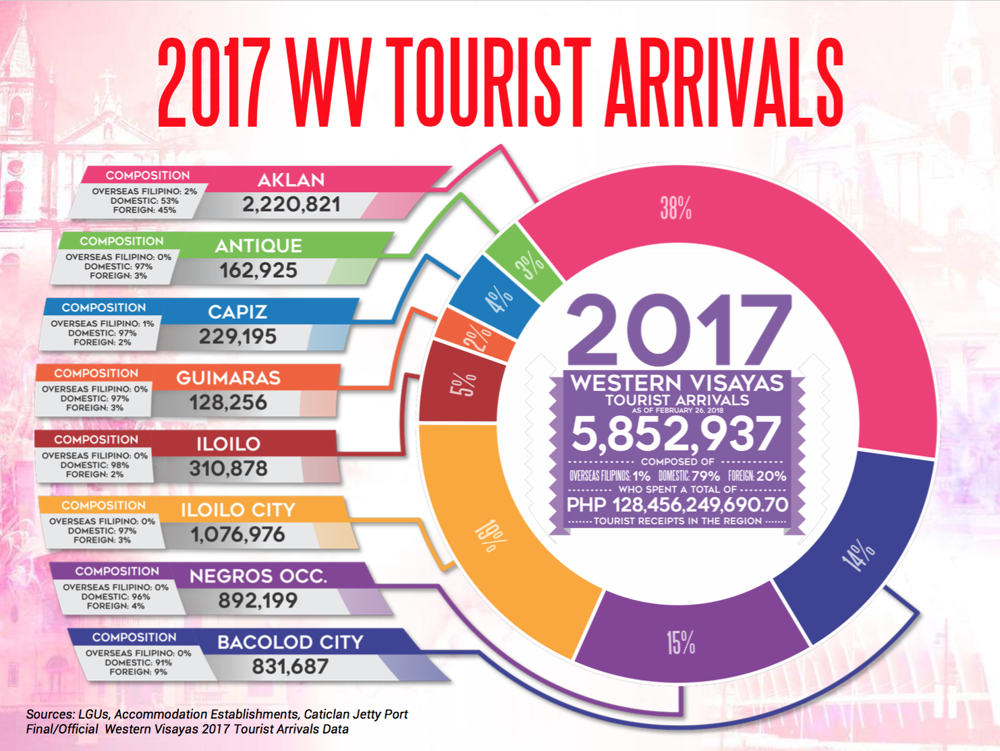 2017 WV TOURIST ARRIVALS
COMPOSITION
OVERSEAS FILIPINO: 2%
DOMESTIC: 53%
FOREIGN: 45%
AKLAN
2,220,821
COMPOSITION
OVERSEAS FILIPINO: 0%
DOMESTIC: 97%
FOREIGN: 3%
ANTIQUE
162,925
COMPOSITION
OVERSEAS FILIPINO: 1%
DOMESTIC: 97%
FOREIGN: 2%
CAPIZ
229,195
COMPOSITION
OVERSEAS FILIPINO: 0%
DOMESTIC: 97%
FOREIGN: 3%
GUIMARAS
128,256
COMPOSITION
OVERSEAS FILIPINO: 0%
DOMESTIC: 98%
FOREIGN: 2%
ILOILO
310,878
COMPOSITION
OVERSEAS FILIPINO: 0%
DOMESTIC: 97%
FOREIGN: 3%
ILOILO CITY
1,076,976
COMPOSITION
OVERSEAS FILIPINO: 0%
DOMESTIC: 96%
FOREIGN: 4%
NEGROS OCC.
892,199
COMPOSITION
OVERSEAS FILIPINO: 0%
DOMESTIC: 91%
FOREIGN: 9%
BACOLOD CITY
831,687
38%
3%
4%
2%
5%
19%
15%
14%
2017
WESTERN VISAYAS
TOURIST ARRIVALS
AS OF FEBRUARY 26, 2018
5,852,937
COMPOSED OF
OVERSEAS FILIPINOS: 1% DOMESTIC: 79% FOREIGN: 20%
WHO SPENT A TOTAL OF
PHP 128,456,249,690.70
TOURIST RECEIPTS IN THE REGION
Sources: LGUs, Accommodation Establishments, Caticlan Jetty Port
Final/Official Western Visayas 2017 Tourist Arrivals Data